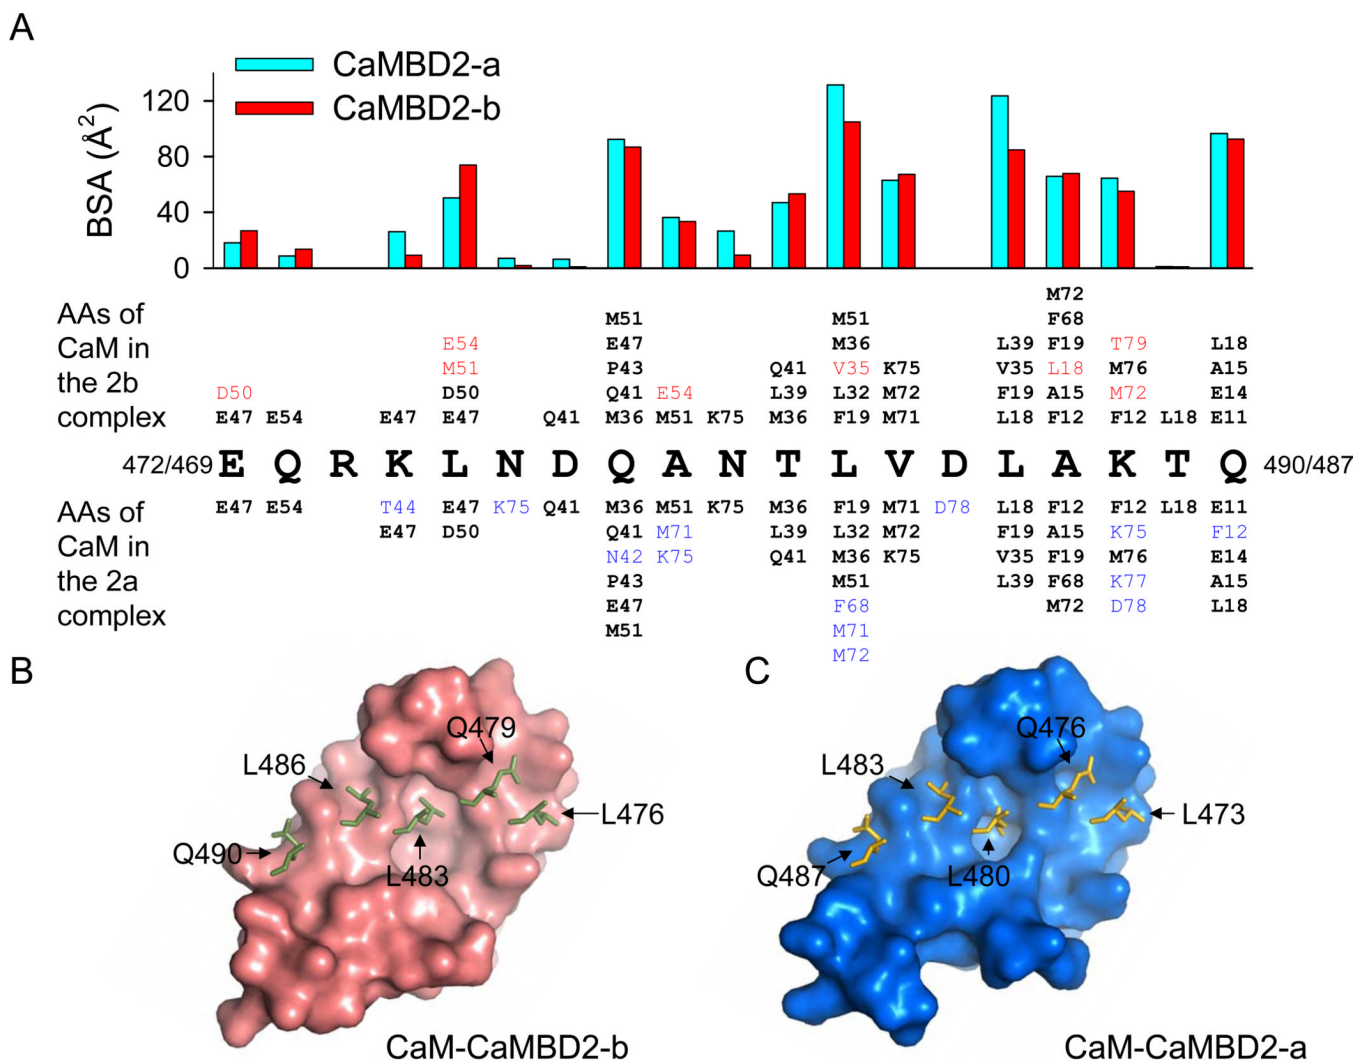 A
CaMBD2-a
CaMBD2-b
BSA (Å²)
120
80
40
0
AAs of
CaM in
the 2b
complex
M72
M51 M51 F68
E54 E47 M36 L39 F19 T79 L18
M51 P43 Q41 V35 K75 V35 L18 M76 A15
D50 D50 Q41 E54 L39 L32 M72 F19 A15 M72 E14
E47 E54 E47 E47 Q41 M36 M51 K75 M36 F19 M71 L18 F12 F12 L18 E11
472/469 E Q R K L N D Q A N T L V D L A K T Q 490/487
AAs of
CaM in
the 2a
complex
E47 E54 T44 E47 K75 Q41 M36 M51 K75 M36 F19 M71 D78 L18 F12 F12 L18 E11
E47 D50 Q41 M71 L39 L32 M72 F19 A15 K75 F12
N42 K75 Q41 M36 K75 V35 F19 M76 E14
P43 M51 L39 F68 K77 A15
E47 F68 M72 D78 L18
M51 M71
M72
B
Q479
L486
L476
Q490
L483
CaM-CaMBD2-b
C
Q476
L483
L473
Q487
L480
CaM-CaMBD2-a